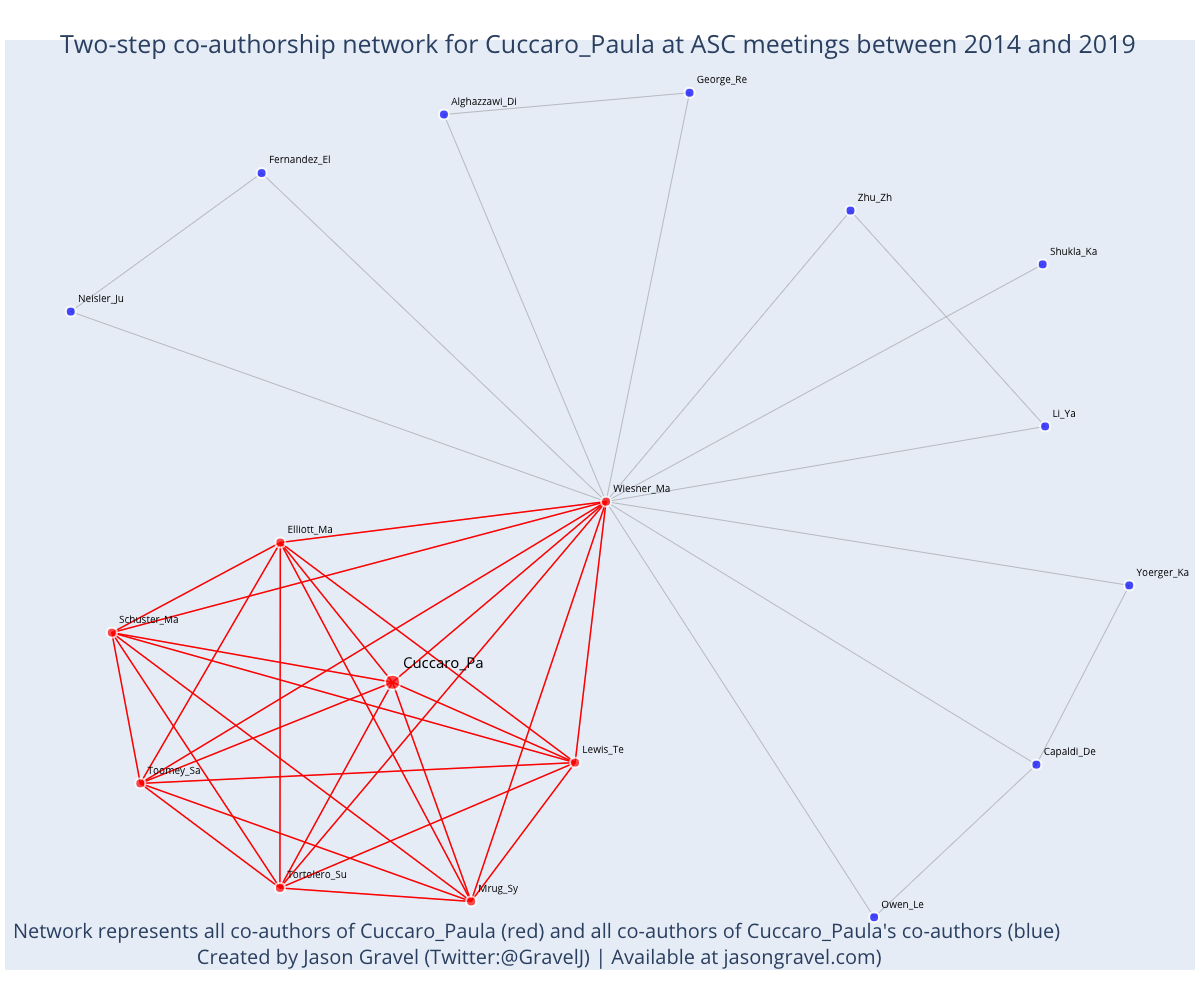 Two-step co-authorship network for Cuccaro_Paula at ASC meetings between 2014 and 2019
George_Re
Alghazzawi_Di
Fernandez_El
Zhu_Zh
Shukla_Ka
Neisler_Ju
Li_Ya
Wiesner_Ma
Elliott_Ma
Yoerger_Ka
Schuster_Ma
Cuccaro_Pa
Lewis_Te
Capaldi_De
Toomey_Sa
Tortolero_Su
Mrug_Sy
Owen_Le
Network represents all co-authors of Cuccaro_Paula (red) and all co-authors of Cuccaro_Paula's co-authors (blue)
Created by Jason Gravel (Twitter:@GravelJ) | Available at jasongravel.com)